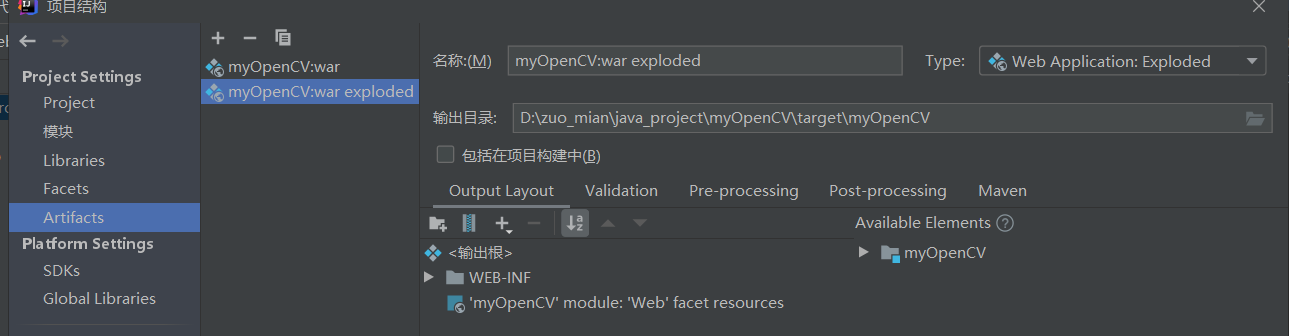 项目结构
Project Settings
Project
模块
Libraries
Facets
Artifacts
Platform Settings
SDKs
Global Libraries
myOpenCV:war
myOpenCV:war exploded
名称:(M) myOpenCV:war exploded Type: Web Application: Exploded
输出目录: D:\zuo_mian\java_project\myOpenCV\target\myOpenCV
包括在项目构建中(B)
Output Layout Validation Pre-processing Post-processing Maven
Available Elements ?
<输出根>
WEB-INF
'myOpenCV' module: 'Web' facet resources
myOpenCV